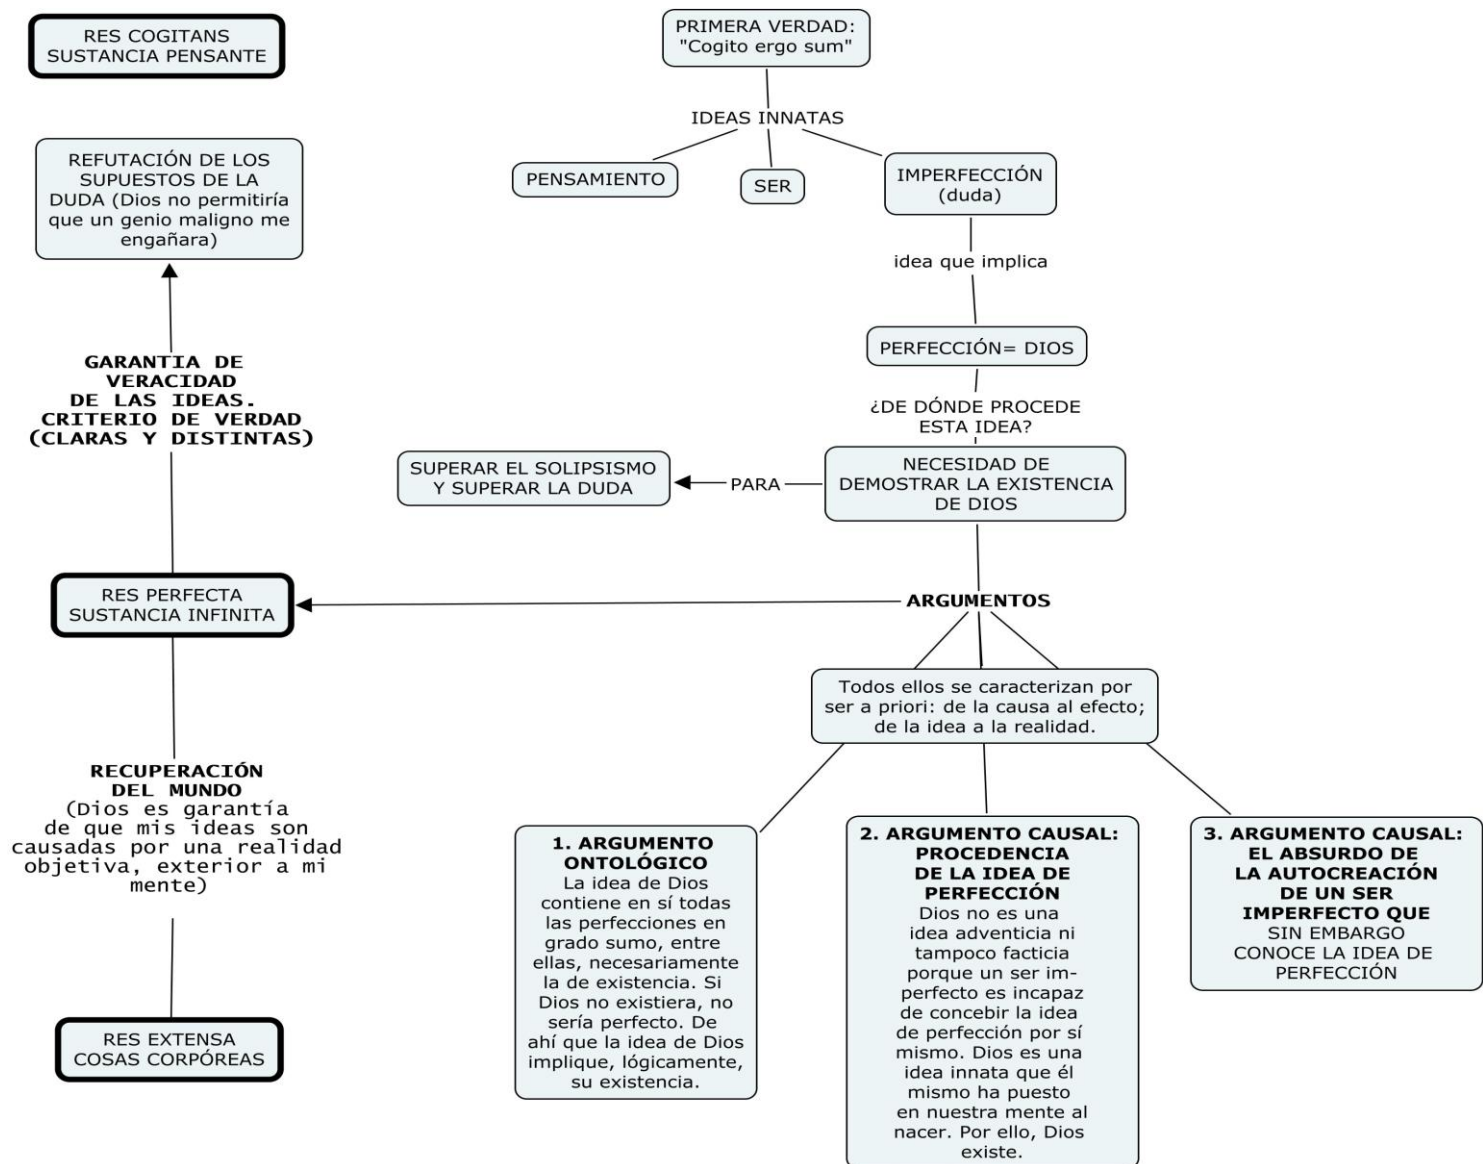 RES COGITANS
SUSTANCIA PENSANTE
PRIMERA VERDAD:
"Cogito ergo sum"
IDEAS INNATAS
PENSAMIENTO
SER
IMPERFECCIÓN
(duda)
idea que implica
PERFECCIÓN= DIOS
¿DE DÓNDE PROCEDE
ESTA IDEA?
NECESIDAD DE
DEMOSTRAR LA EXISTENCIA
DE DIOS
PARA
SUPERAR EL SOLIPSISMO
Y SUPERAR LA DUDA
REFUTACIÓN DE LOS
SUPUESTOS DE LA
DUDA (Dios no permitiría
que un genio maligno me
engañara)
GARANTIA DE
VERACIDAD
DE LAS IDEAS.
CRITERIO DE VERDAD
(CLARAS Y DISTINTAS)
RES PERFECTA
SUSTANCIA INFINITA
ARGUMENTOS
Todos ellos se caracterizan por
ser a priori: de la causa al efecto;
de la idea a la realidad.
RECUPERACIÓN
DEL MUNDO
(Dios es garantía
de que mis ideas son
causadas por una realidad
objetiva, exterior a mi
mente)
RES EXTENSA
COSAS CORPÓREAS
1. ARGUMENTO
ONTOLÓGICO
La idea de Dios
contiene en sí todas
las perfecciones en
grado sumo, entre
ellas, necesariamente
la de existencia. Si
Dios no existiera, no
sería perfecto. De
ahí que la idea de Dios
implique, lógicamente,
su existencia.
2. ARGUMENTO CAUSAL:
PROCEDENCIA
DE LA IDEA DE
PERFECCIÓN
Dios no es una
idea adventicia ni
tampoco facticia
porque un ser im-
perfecto es incapaz
de concebir la idea
de perfección por sí
mismo. Dios es una
idea innata que él
mismo ha puesto
en nuestra mente al
nacer. Por ello, Dios
existe.
3. ARGUMENTO CAUSAL:
EL ABSURDO DE
LA AUTOCREACIÓN
DE UN SER
IMPERFECTO QUE
SIN EMBARGO
CONOCE LA IDEA DE
PERFECCIÓN